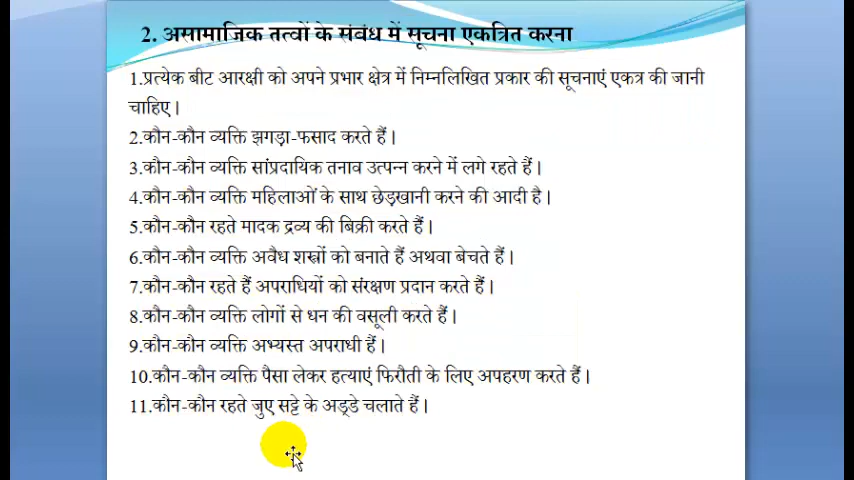 2. असामाजिक तत्वों के संबंध में सूचना एकत्रित करना
1.प्रत्येक बीट आरक्षी को अपने प्रभार क्षेत्र में निम्नलिखित प्रकार की सूचनाएं एकत्र की जानी
चाहिए।
2.कौन-कौन व्यक्ति झगड़ा-फसाद करते हैं।
3.कौन-कौन व्यक्ति सांप्रदायिक तनाव उत्पन्न करने में लगे रहते हैं।
4.कौन-कौन व्यक्ति महिलाओं के साथ छेड़खानी करने की आदी है।
5.कौन-कौन रहते मादक द्रव्य की बिक्री करते हैं।
6.कौन-कौन व्यक्ति अवैध शस्त्रों को बनाते हैं अथवा बेचते हैं।
7.कौन-कौन रहते हैं अपराधियों को संरक्षण प्रदान करते हैं।
8.कौन-कौन व्यक्ति लोगों से धन की वसूली करते हैं।
9.कौन-कौन व्यक्ति अभ्यस्त अपराधी हैं।
10.कौन-कौन व्यक्ति पैसा लेकर हत्याएं फिरौती के लिए अपहरण करते हैं।
11.कौन-कौन रहते जुए सट्टे के अड्डे चलाते हैं।